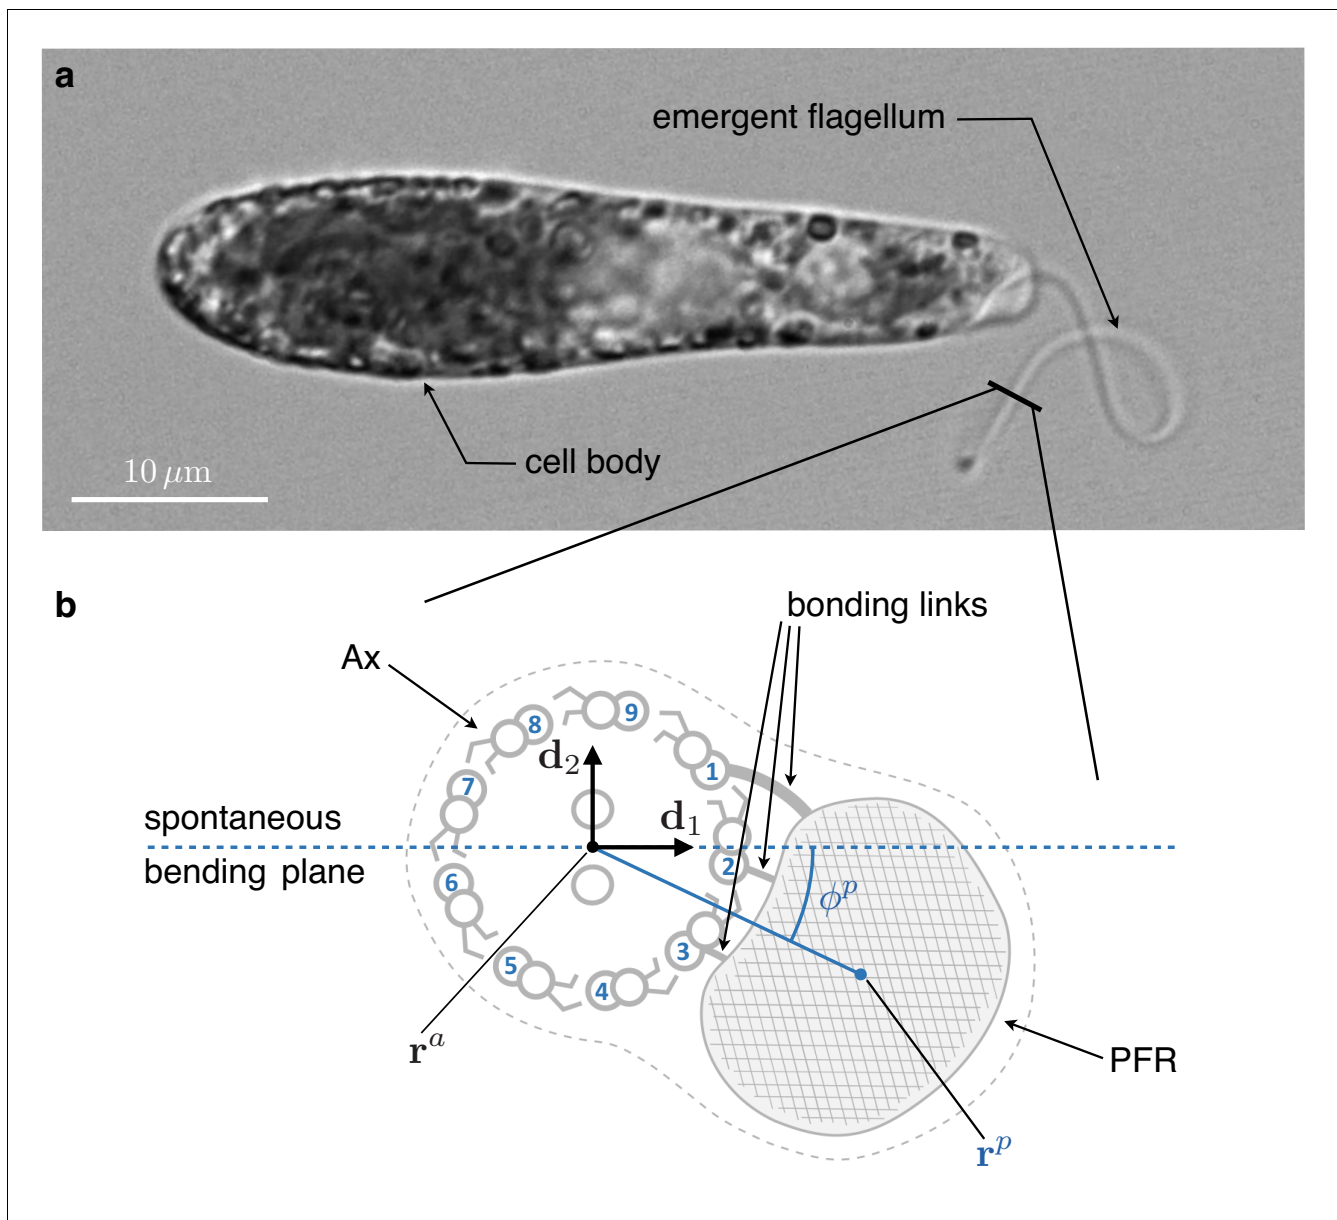 a
emergent flagellum
cell body
10 μm
b
bonding links
Ax
9
8
d₂
1
7
spontaneous
d₁
bending plane
2
6
ϕᵖ
3
5
4
rᵃ
PFR
rᵖ